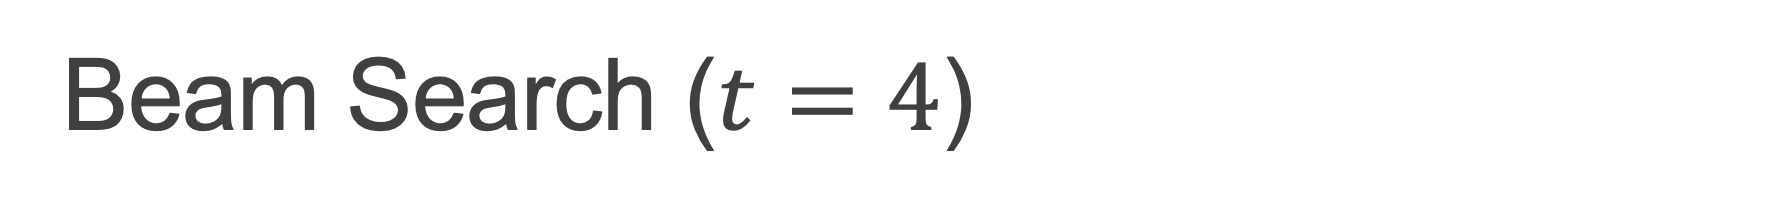 Beam Search (t = 4)